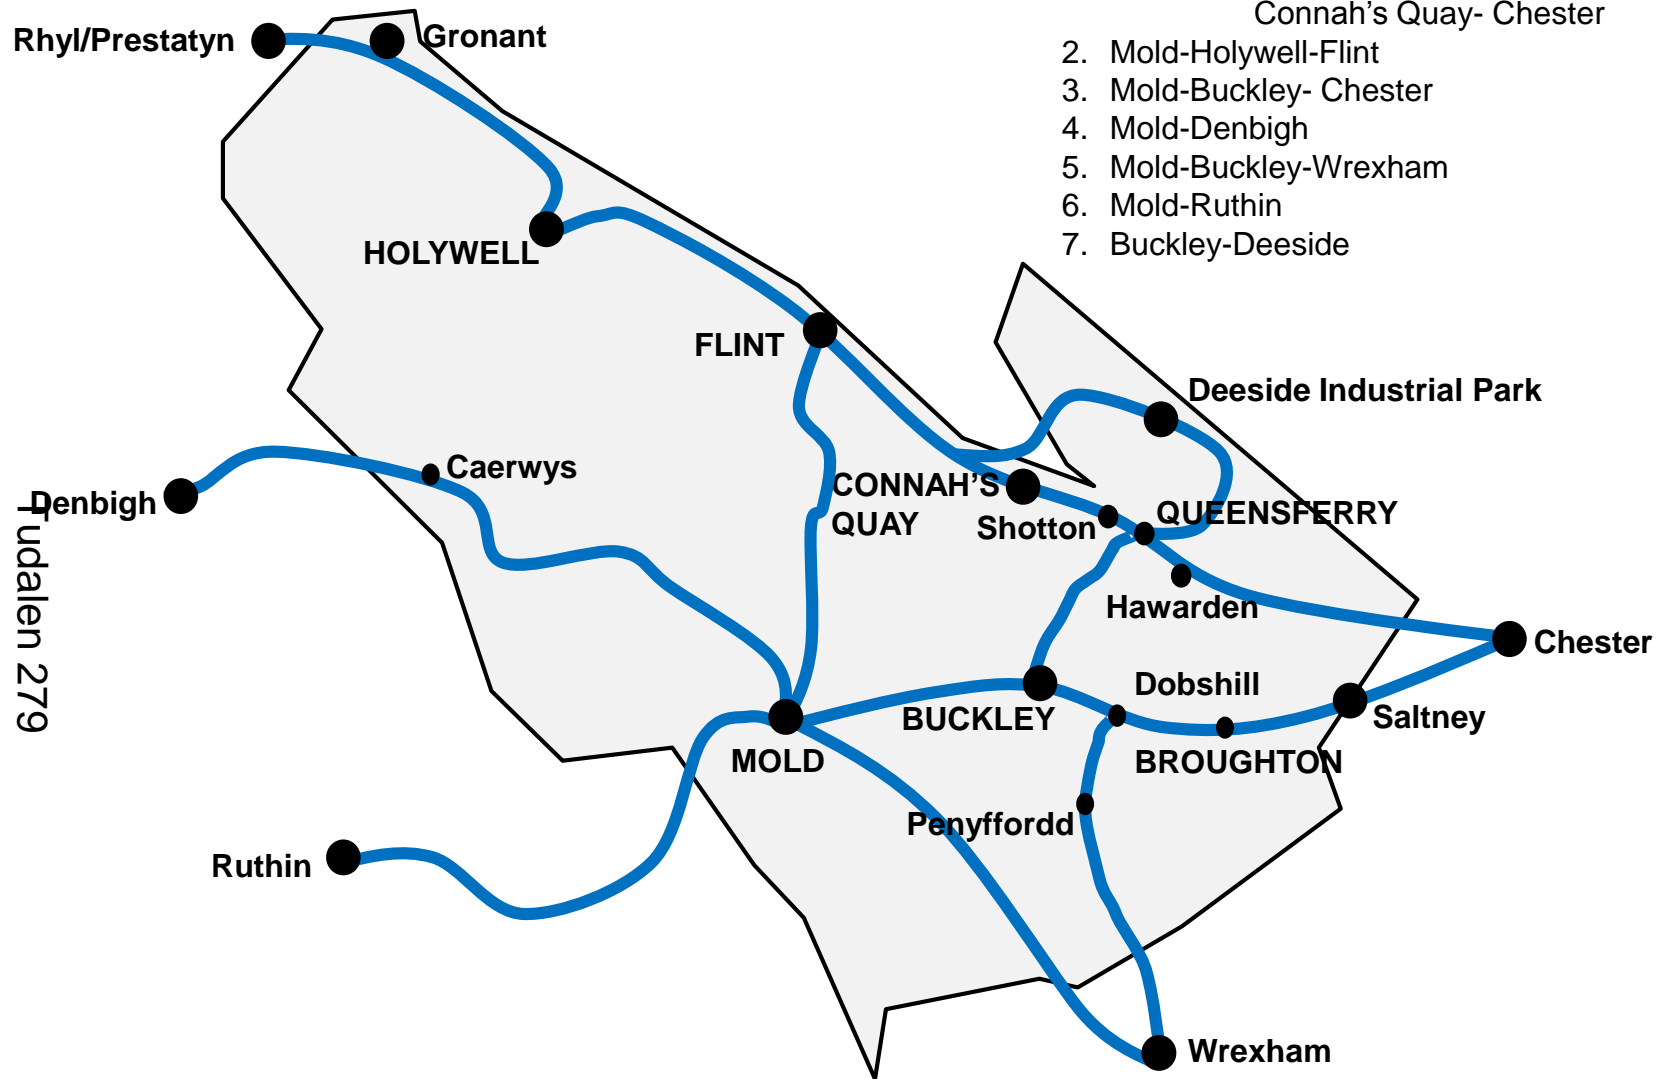 Connah's Quay- Chester
2. Mold-Holywell-Flint
3. Mold-Buckley- Chester
4. Mold-Denbigh
5. Mold-Buckley-Wrexham
6. Mold-Ruthin
7. Buckley-Deeside
Rhyl/Prestatyn
Gronant
HOLYWELL
FLINT
Deeside Industrial Park
Caerwys
Denbigh
CONNAH'S
QUAY
Shotton
QUEENSFERRY
Hawarden
Chester
Dobshill
BUCKLEY
Saltney
MOLD
BROUGHTON
Penyffordd
Ruthin
Wrexham
Tudalen 279